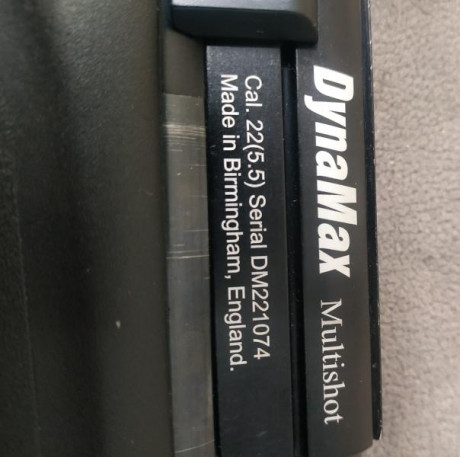 DynaMax Multishot
Cal. 22(5.5) Serial DM221074
Made in Birmingham, England.